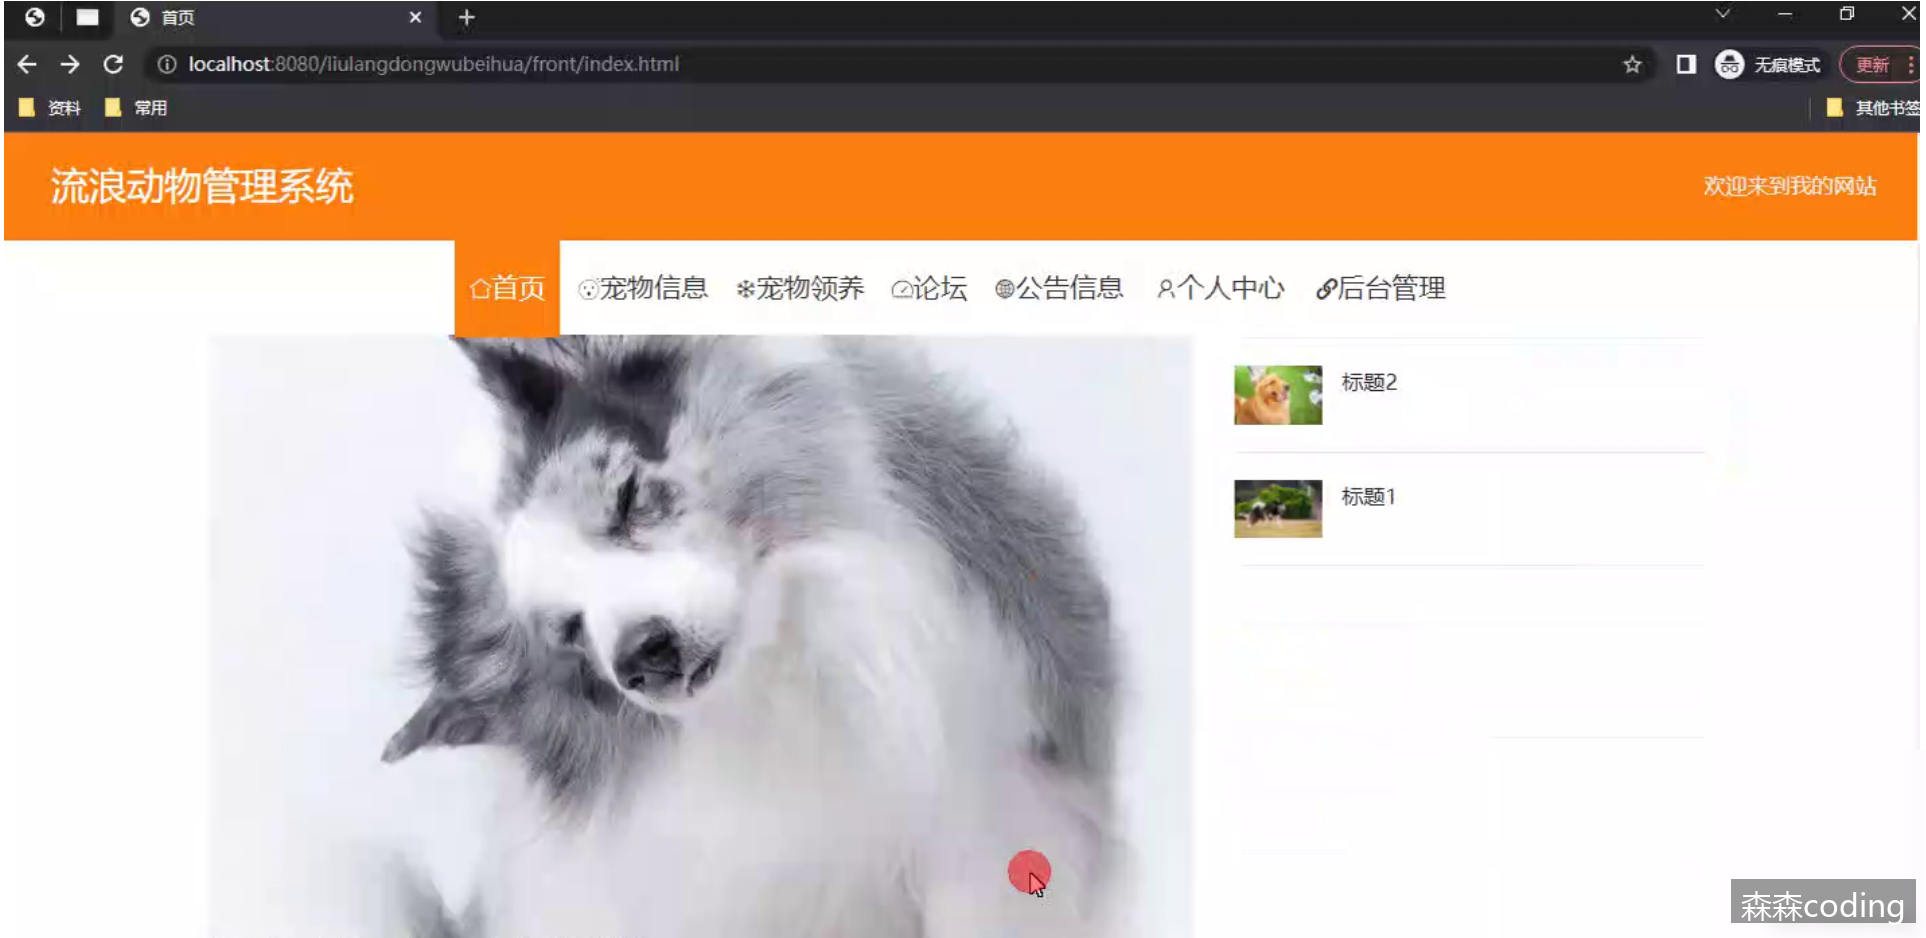 首页
localhost:8080/liulangdongwubeihua/front/index.html
无痕模式
更新
资料
常用
其他书签
流浪动物管理系统
欢迎来到我的网站
首页
宠物信息
宠物领养
论坛
公告信息
个人中心
后台管理
标题2
标题1
森森coding